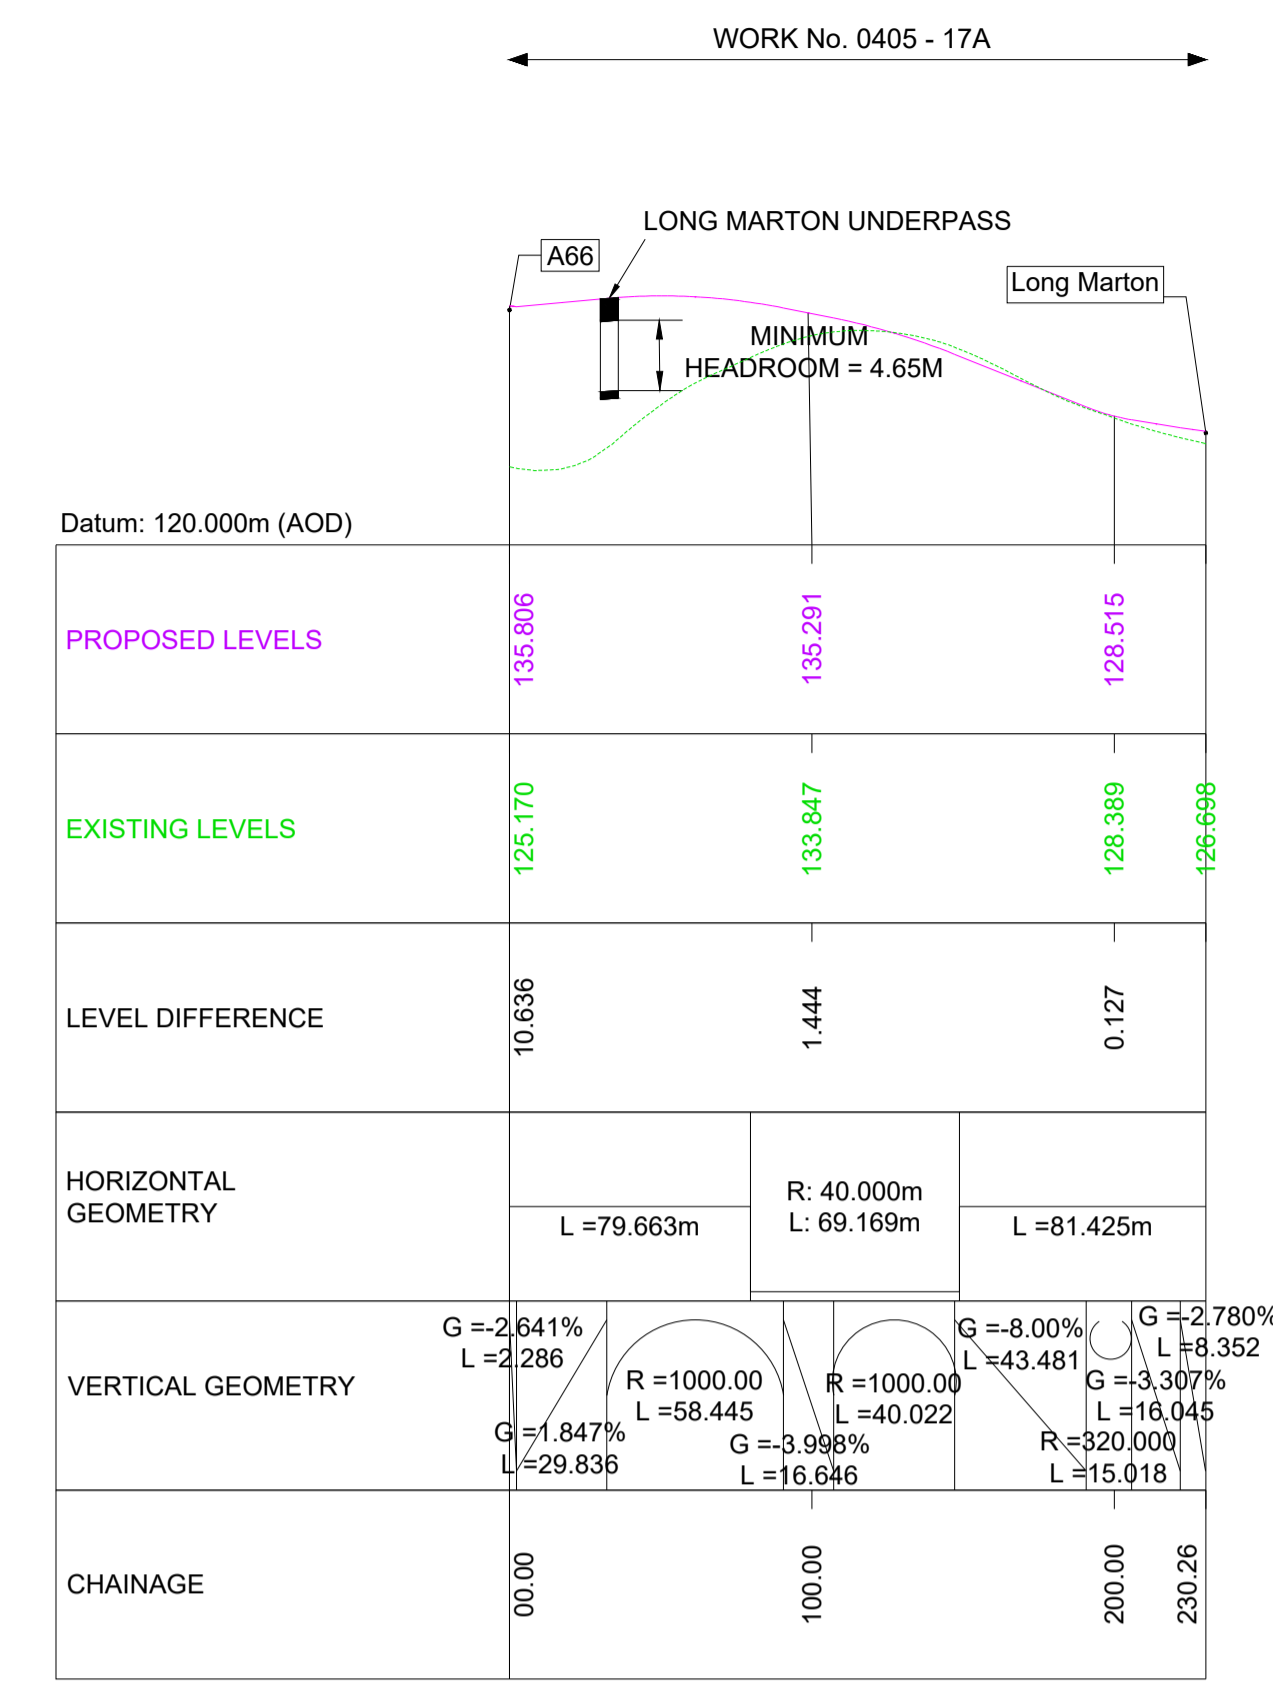 WORK No. 0405 - 17A
LONG MARTON UNDERPASS
A66
Long Marton
MINIMUM
HEADROOM = 4.65M
Datum: 120.000m (AOD)
PROPOSED LEVELS
135.806
135.291
128.515
EXISTING LEVELS
125.170
133.847
128.389
126.698
LEVEL DIFFERENCE
10.636
1.444
0.127
HORIZONTAL
GEOMETRY
L =79.663m
R: 40.000m
L: 69.169m
L =81.425m
VERTICAL GEOMETRY
G =-2.641%
L =2.286
G =1.847%
L =29.836
R =1000.00
L =58.445
G =-3.998%
L =16.646
R =1000.00
L =40.022
G =-8.00%
L =43.481
R =320.000
L =15.018
G =-3.307%
L =16.045
G =-2.780%
L =8.352
CHAINAGE
00.00
100.00
200.00
230.26